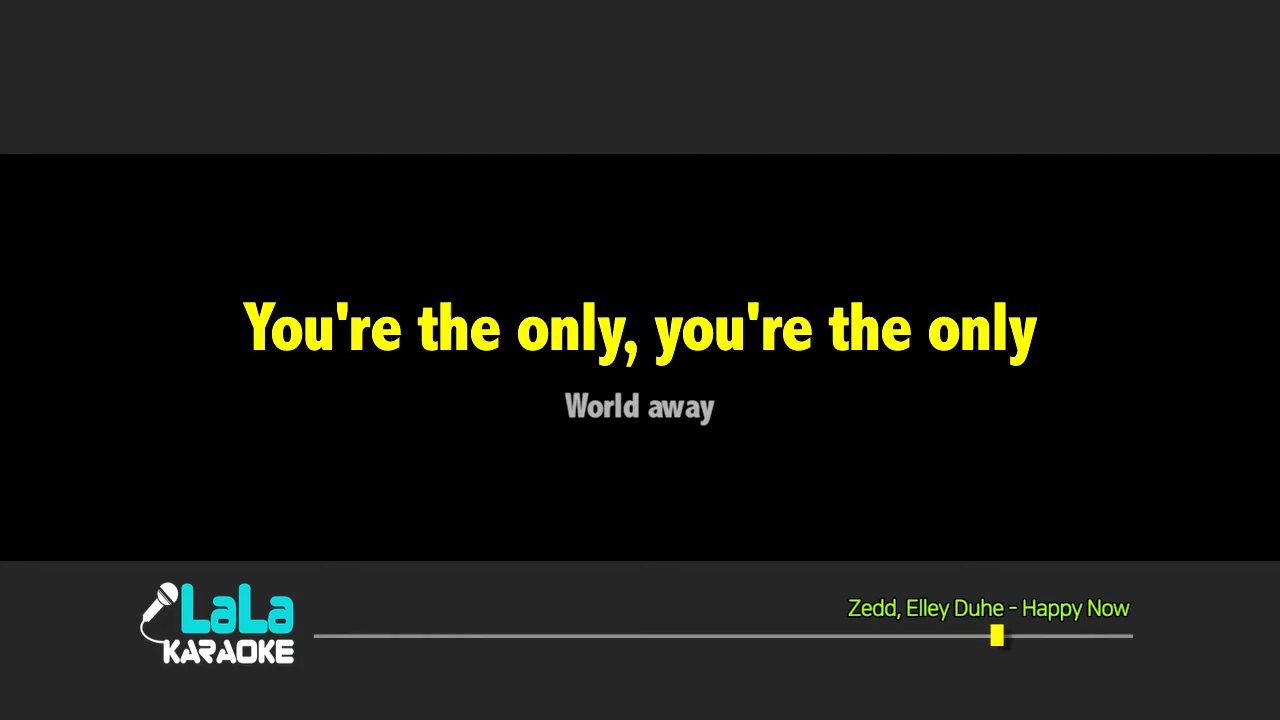 You're the only, you're the only
World away
Zedd, Elley Duhe - Happy Now
LaLa
KARAOKE